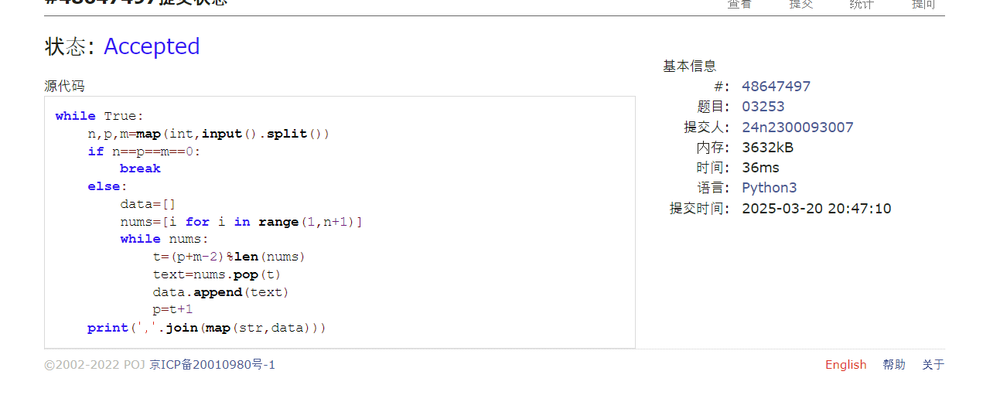 #48647497提交状态
查看 提交 统计 提问
状态: Accepted
源代码
while True:
    n,p,m=map(int,input().split())
    if n==p==m==0:
        break
    else:
        data=[]
        nums=[i for i in range(1,n+1)]
        while nums:
            t=(p+m-2)%len(nums)
            text=nums.pop(t)
            data.append(text)
            p=t+1
    print(','.join(map(str,data)))
基本信息
#: 48647497
题目: 03253
提交人: 24n2300093007
内存: 3632kB
时间: 36ms
语言: Python3
提交时间: 2025-03-20 20:47:10
©2002-2022 POJ 京ICP备20010980号-1
English 帮助 关于